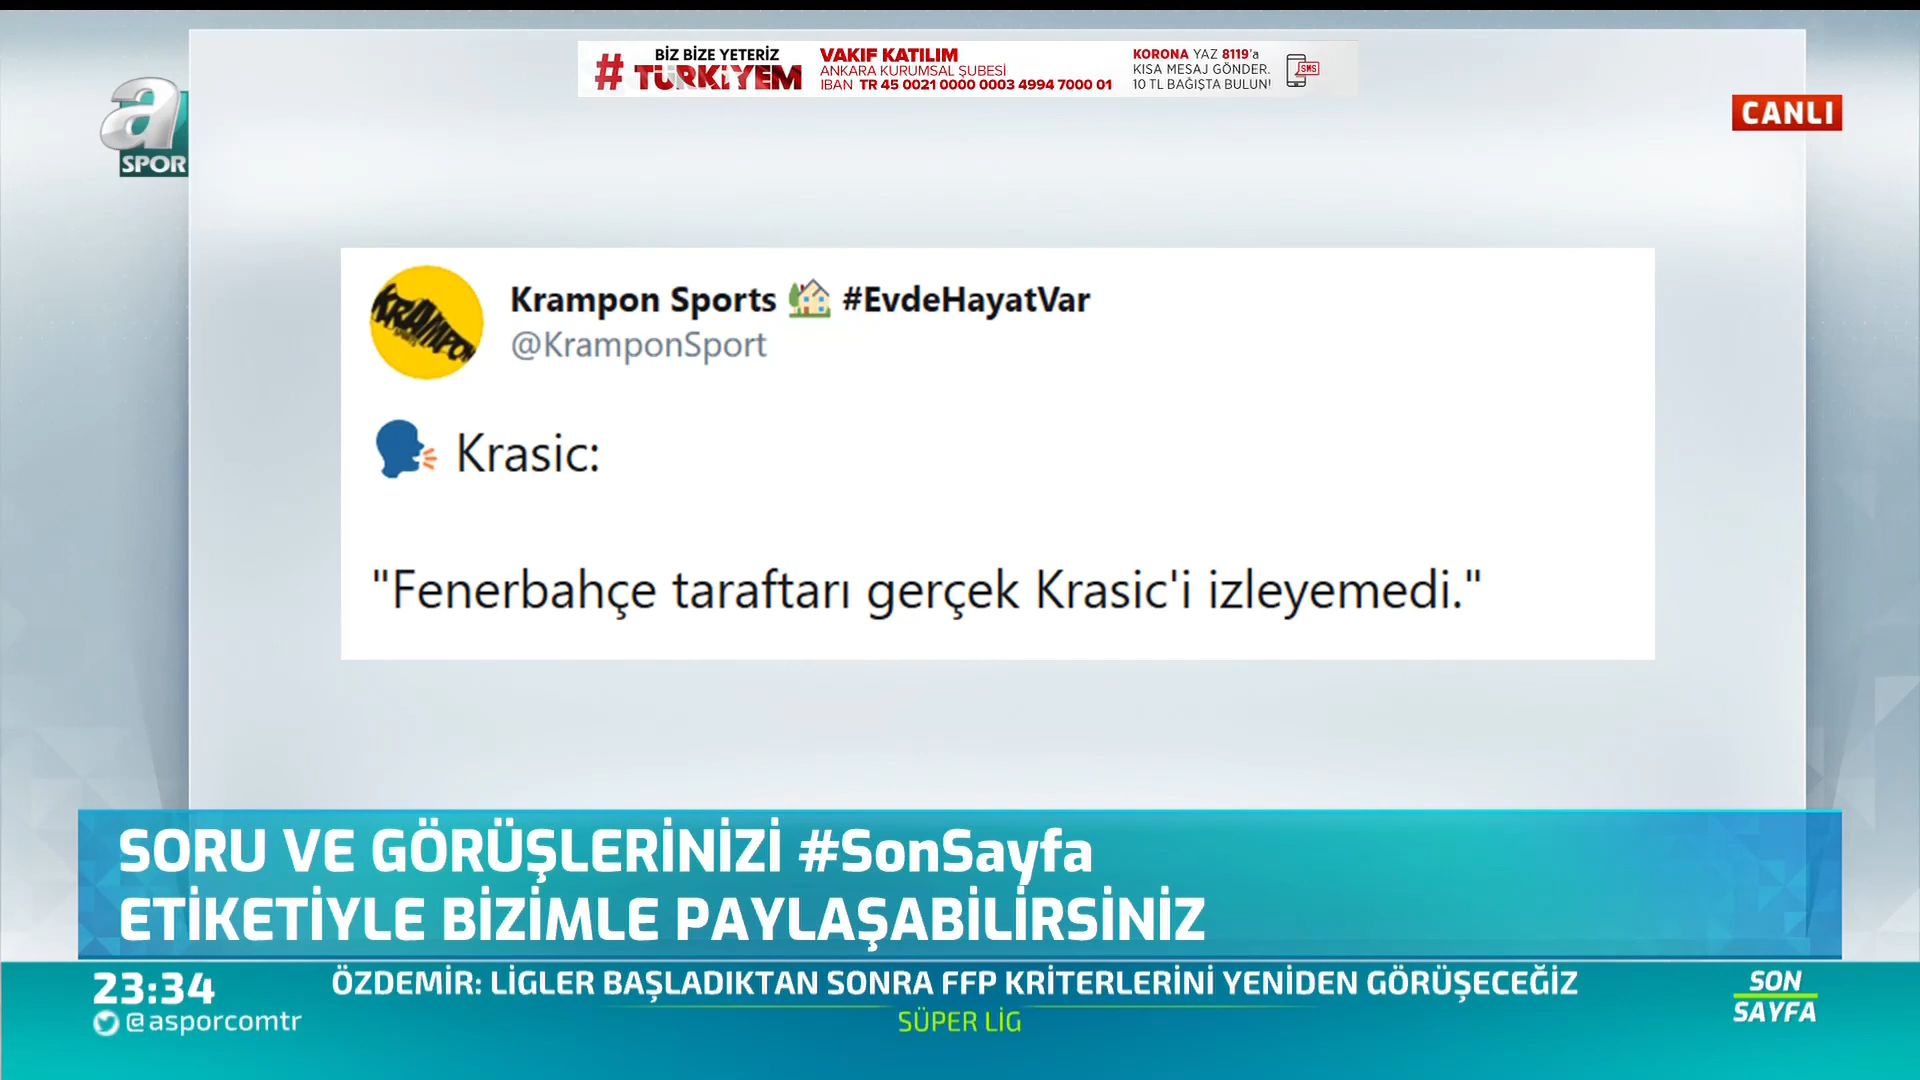 BİZ BİZE YETERİZ
# TÜRKİYEM
VAKIF KATILIM
ANKARA KURUMSAL ŞUBESİ
IBAN TR 45 0021 0000 0003 4994 7000 01
KORONA YAZ 8119'a
KISA MESAJ GÖNDER.
10 TL BAĞIŞTA BULUN!
SMS
a
SPOR
CANLI
KRAMPON
Krampon Sports 🏡 #EvdeHayatVar
@KramponSport
🗣 Krasic:
"Fenerbahçe taraftarı gerçek Krasic'i izleyemedi."
SORU VE GÖRÜŞLERİNİZİ #SonSayfa
ETİKETİYLE BİZİMLE PAYLAŞABİLİRSİNİZ
23:34
@asporcomtr
ÖZDEMİR: LİGLER BAŞLADIKTAN SONRA FFP KRİTERLERİNİ YENİDEN GÖRÜŞECEĞİZ
SÜPER LİG
SON
SAYFA